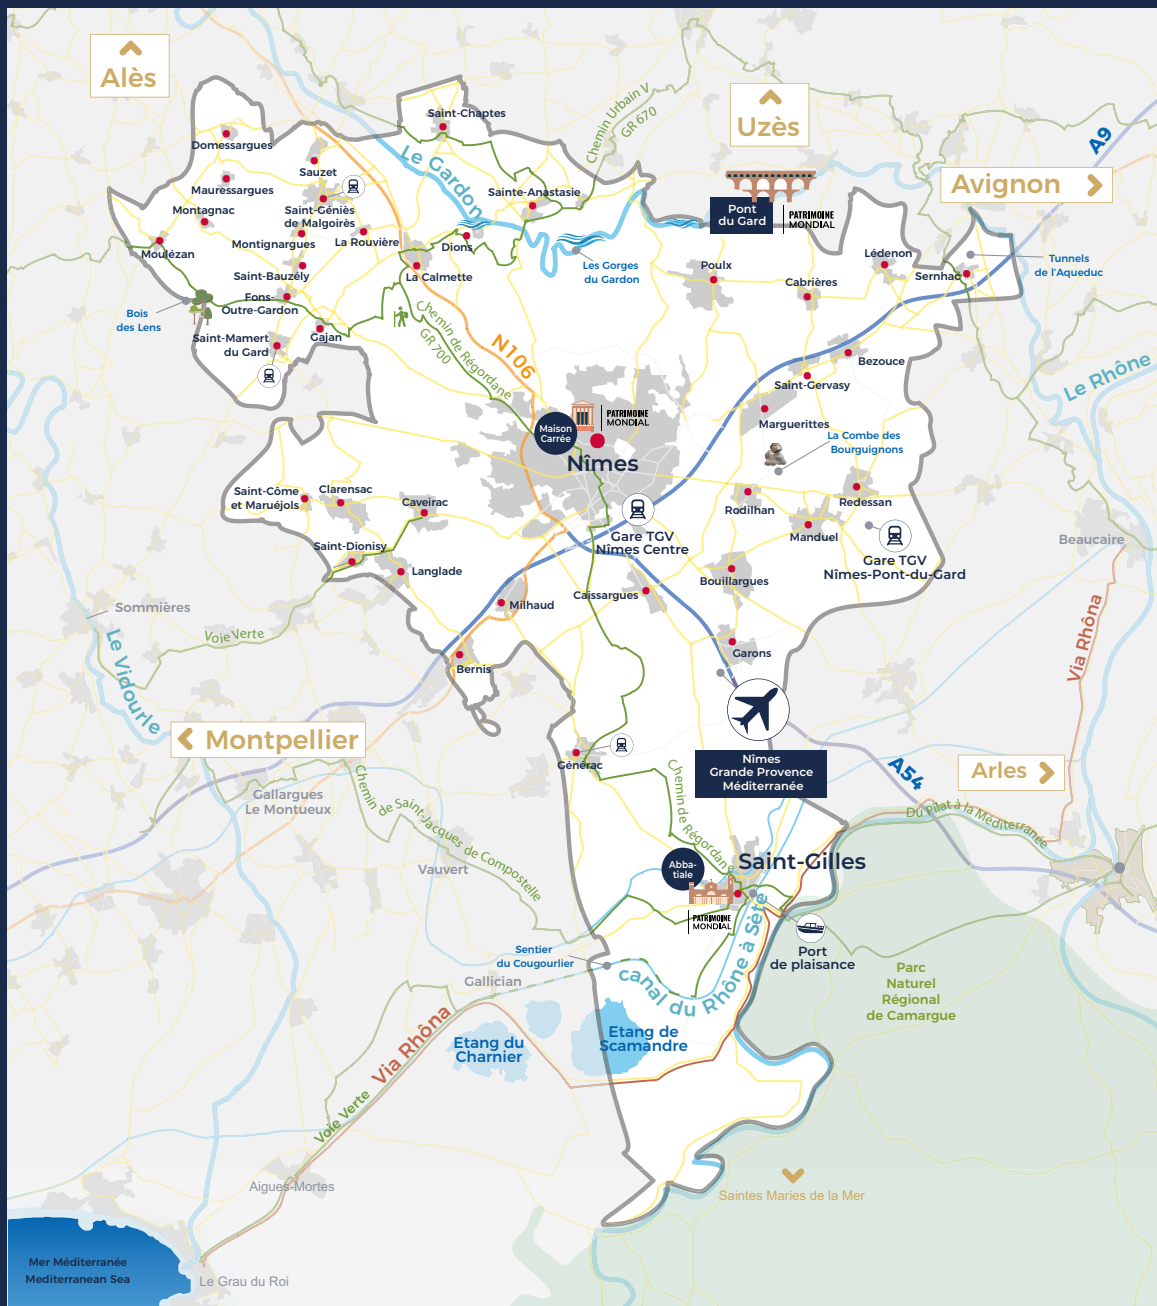 Alès
Uzès
A9
Avignon
Saint-Chaptes
Chemin Urbain V
GR 670
Domessargues
Le Gardon
Sauzet
Mauressargues
Sainte-Anastasie
Montagnac
Saint-Géniès
de Malgoirès
Pont
du Gard
PATRIMOINE
MONDIAL
Montignargues
La Rouvière
Dions
Moulézan
Saint-Bauzély
La Calmette
Les Gorges
du Gardon
Poulx
Lédenon
Cabrières
Sernhac
Tunnels
de l'Aqueduc
Fons-
Outre-Gardon
Bois
des Lens
Saint-Mamert
du Gard
Gajan
Chemin de Régordane
GR 700
N106
Bezouce
Saint-Gervasy
Le Rhône
Maison
Carrée
PATRIMOINE
MONDIAL
Nîmes
Marguerittes
La Combe des
Bourguignons
Saint-Côme
et Maruéjols
Clarensac
Caveirac
Rodilhan
Redessan
Gare TGV
Nîmes Centre
Manduel
Gare TGV
Nîmes-Pont-du-Gard
Beaucaire
Saint-Dionisy
Langlade
Bouillargues
Caissargues
Milhaud
Sommières
Voie Verte
Le Vidourle
Bernis
Garons
Via Rhôna
Montpellier
Générac
Nîmes
Grande Provence
Méditerranée
A54
Arles
Gallargues
Le Montueux
Chemin de Saint-Jacques de Compostelle
Chemin de Régordane
Du Pilat à la Méditerranée
Vauvert
Abba-
tiale
Saint-Gilles
PATRIMOINE
MONDIAL
Port
de plaisance
Sentier
du Cougourlier
Gallician
canal du Rhône à Sète
Parc
Naturel
Régional
de Camargue
Via Rhôna
Etang du
Charnier
Etang de
Scamandre
Voie Verte
Aigues-Mortes
Saintes Maries de la Mer
Mer Méditerranée
Mediterranean Sea
Le Grau du Roi